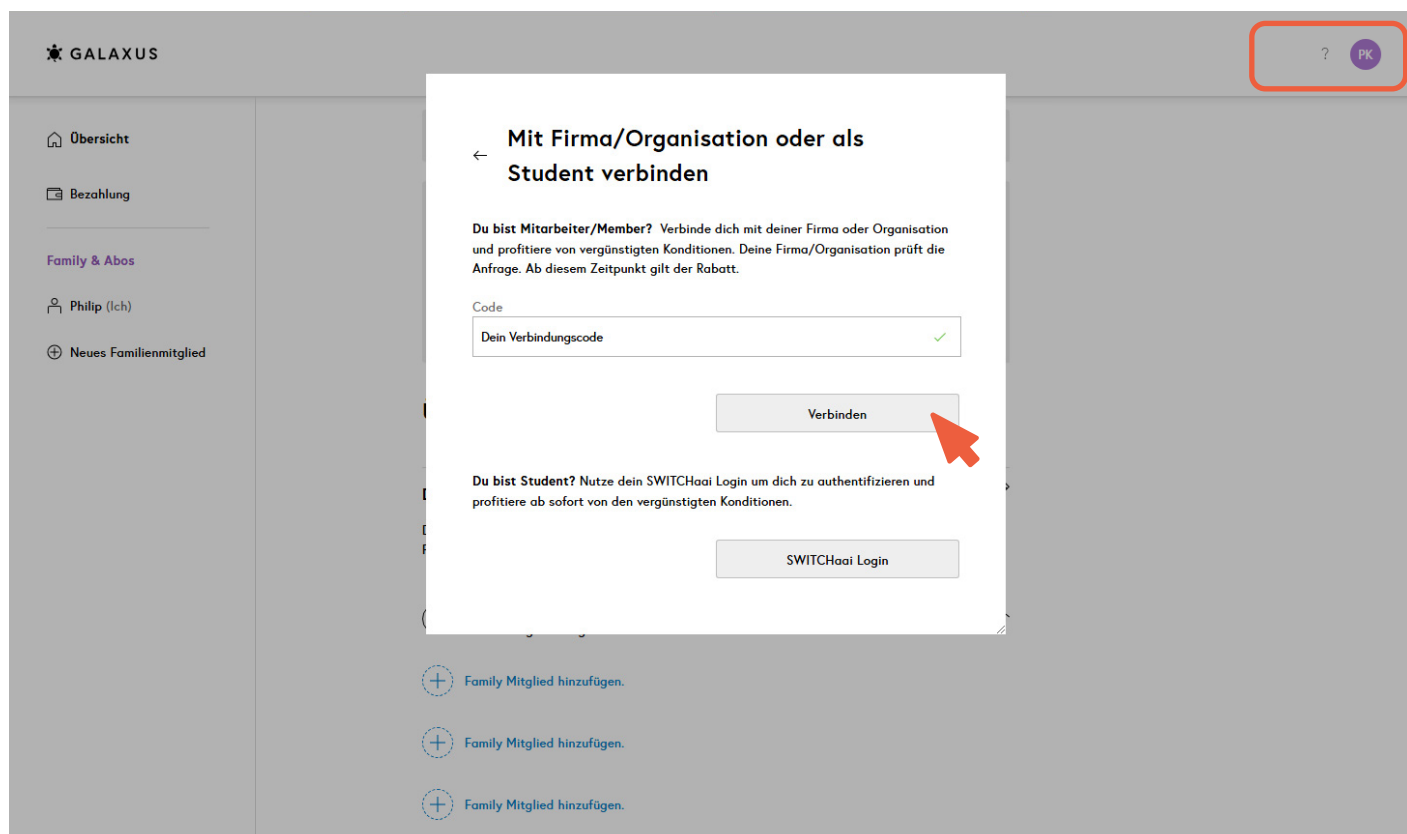 GALAXUS
?
PK
Übersicht
Bezahlung
Family & Abos
Philip (Ich)
Neues Familienmitglied
Mit Firma/Organisation oder als
Student verbinden
Du bist Mitarbeiter/Member? Verbinde dich mit deiner Firma oder Organisation
und profitiere von vergünstigten Konditionen. Deine Firma/Organisation prüft die
Anfrage. Ab diesem Zeitpunkt gilt der Rabatt.
Code
Dein Verbindungscode
Verbinden
Du bist Student? Nutze dein SWITCHaai Login um dich zu authentifizieren und
profitiere ab sofort von den vergünstigten Konditionen.
SWITCHaai Login
Family Mitglied hinzufügen.
Family Mitglied hinzufügen.
Family Mitglied hinzufügen.